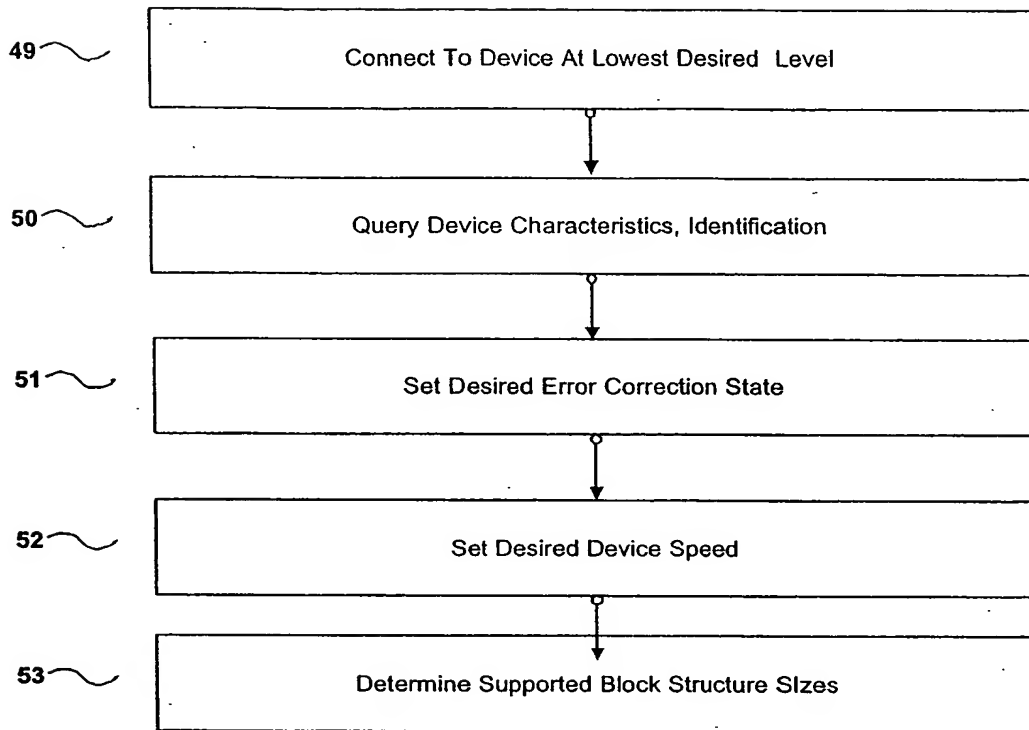 49 Connect To Device At Lowest Desired Level
50 Query Device Characteristics, Identification
51 Set Desired Error Correction State
52 Set Desired Device Speed
53 Determine Supported Block Structure SIzes